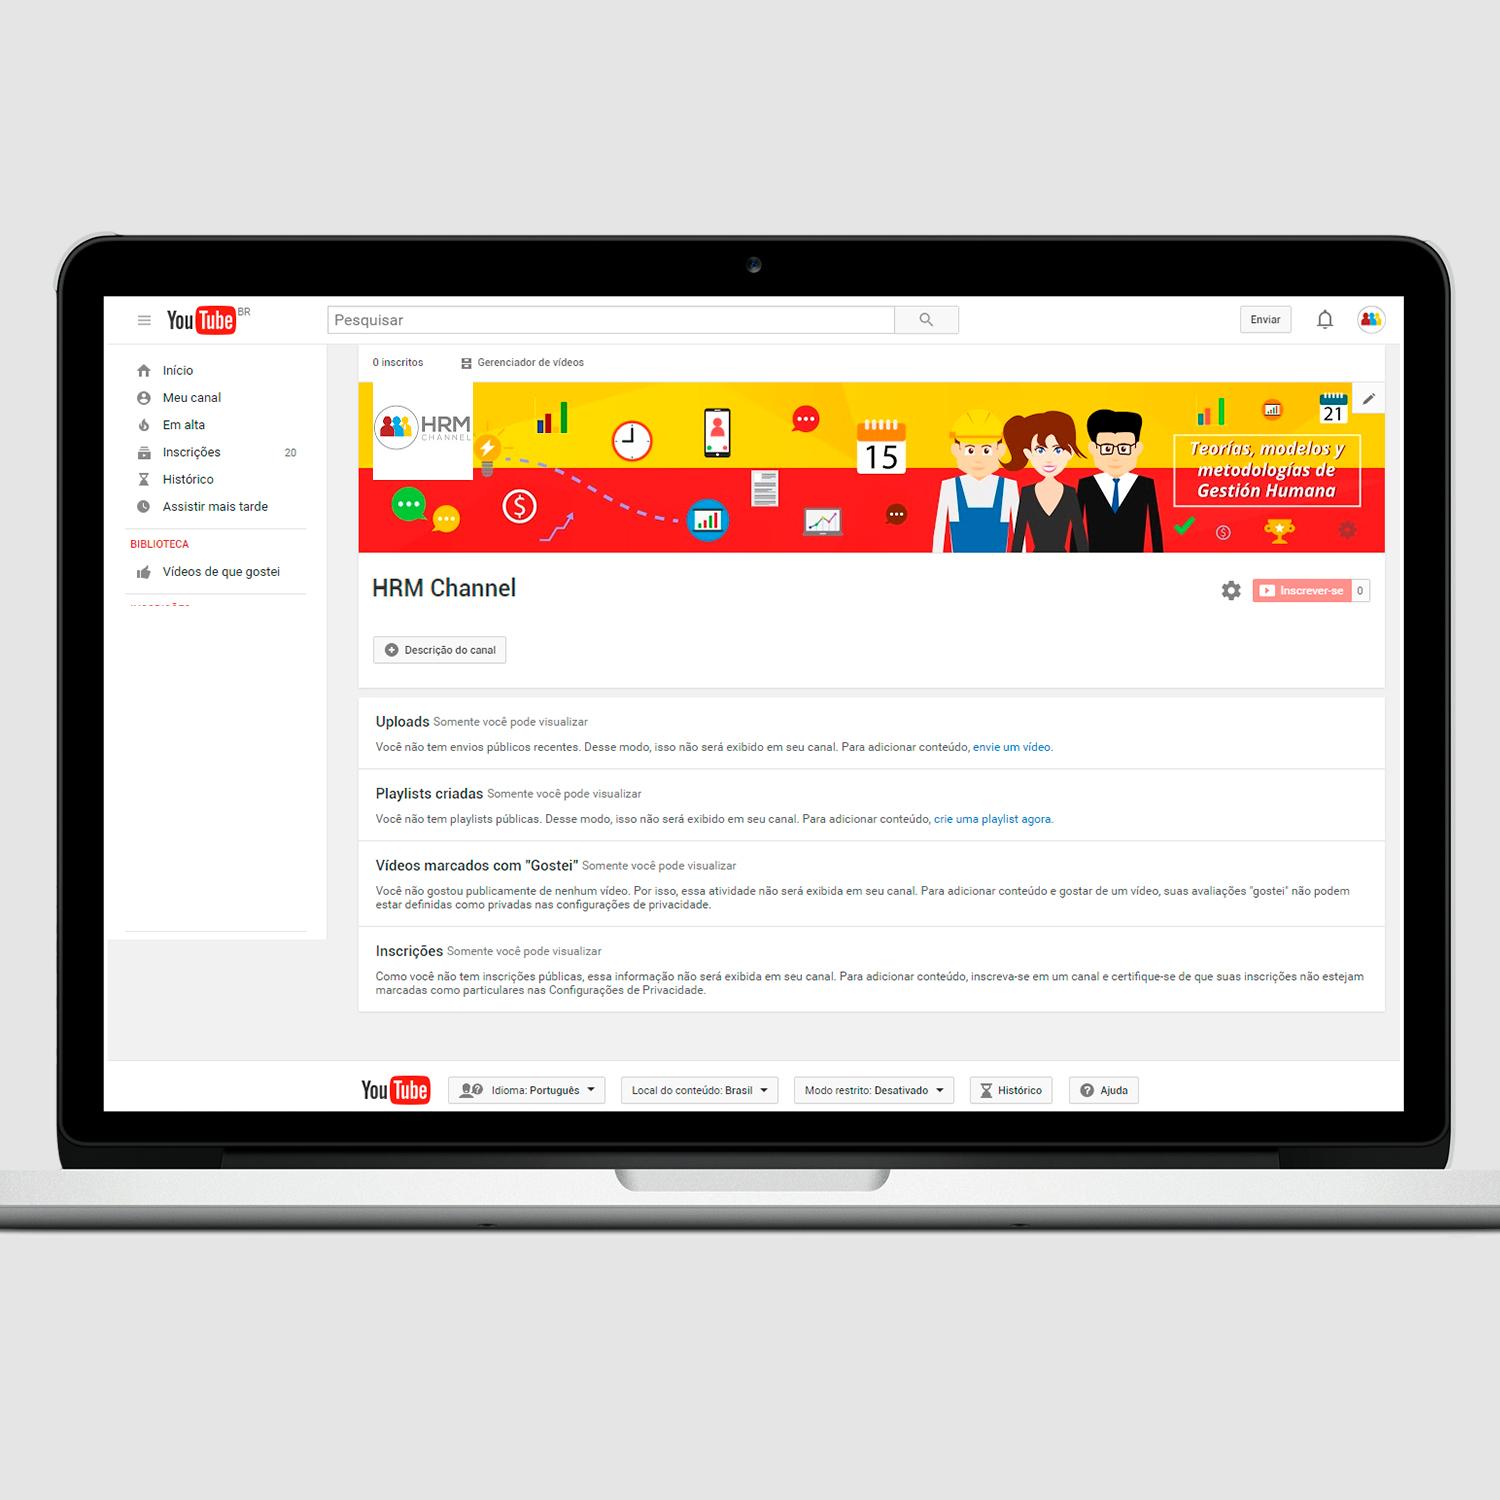 YouTube BR
Pesquisar
Enviar
Início
Meu canal
Em alta
Inscrições 20
Histórico
Assistir mais tarde
BIBLIOTECA
Vídeos de que gostei
0 inscritos Gerenciador de vídeos
HRM
CHANNEL
15
21
Teorías, modelos y
metodologías de
Gestión Humana
HRM Channel
Inscrever-se 0
Descrição do canal
Uploads Somente você pode visualizar
Você não tem envios públicos recentes. Desse modo, isso não será exibido em seu canal. Para adicionar conteúdo, envie um vídeo.
Playlists criadas Somente você pode visualizar
Você não tem playlists públicas. Desse modo, isso não será exibido em seu canal. Para adicionar conteúdo, crie uma playlist agora.
Vídeos marcados com "Gostei" Somente você pode visualizar
Você não gostou publicamente de nenhum vídeo. Por isso, essa atividade não será exibida em seu canal. Para adicionar conteúdo e gostar de um vídeo, suas avaliações "gostei" não podem
estar definidas como privadas nas configurações de privacidade.
Inscrições Somente você pode visualizar
Como você não tem inscrições públicas, essa informação não será exibida em seu canal. Para adicionar conteúdo, inscreva-se em um canal e certifique-se de que suas inscrições não estejam
marcadas como particulares nas Configurações de Privacidade.
YouTube Idioma: Português Local do conteúdo: Brasil Modo restrito: Desativado Histórico Ajuda